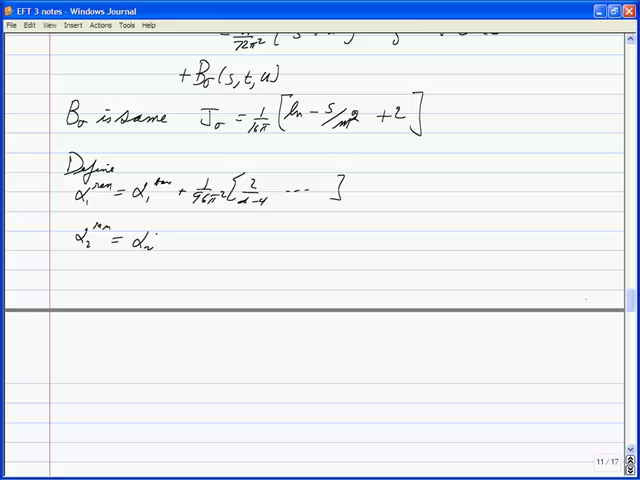 EFT 3 notes - Windows Journal
File Edit View Insert Actions Tools Help
72π²
+ B₀(s,t,u)
B₀ is same J₀ = 1/16π [ln -s/m² + 2]
Define
α₁^ren = α₁ + 1/96π² [2/d-4 ---- ]
α₂^ren = α₂
11 / 17